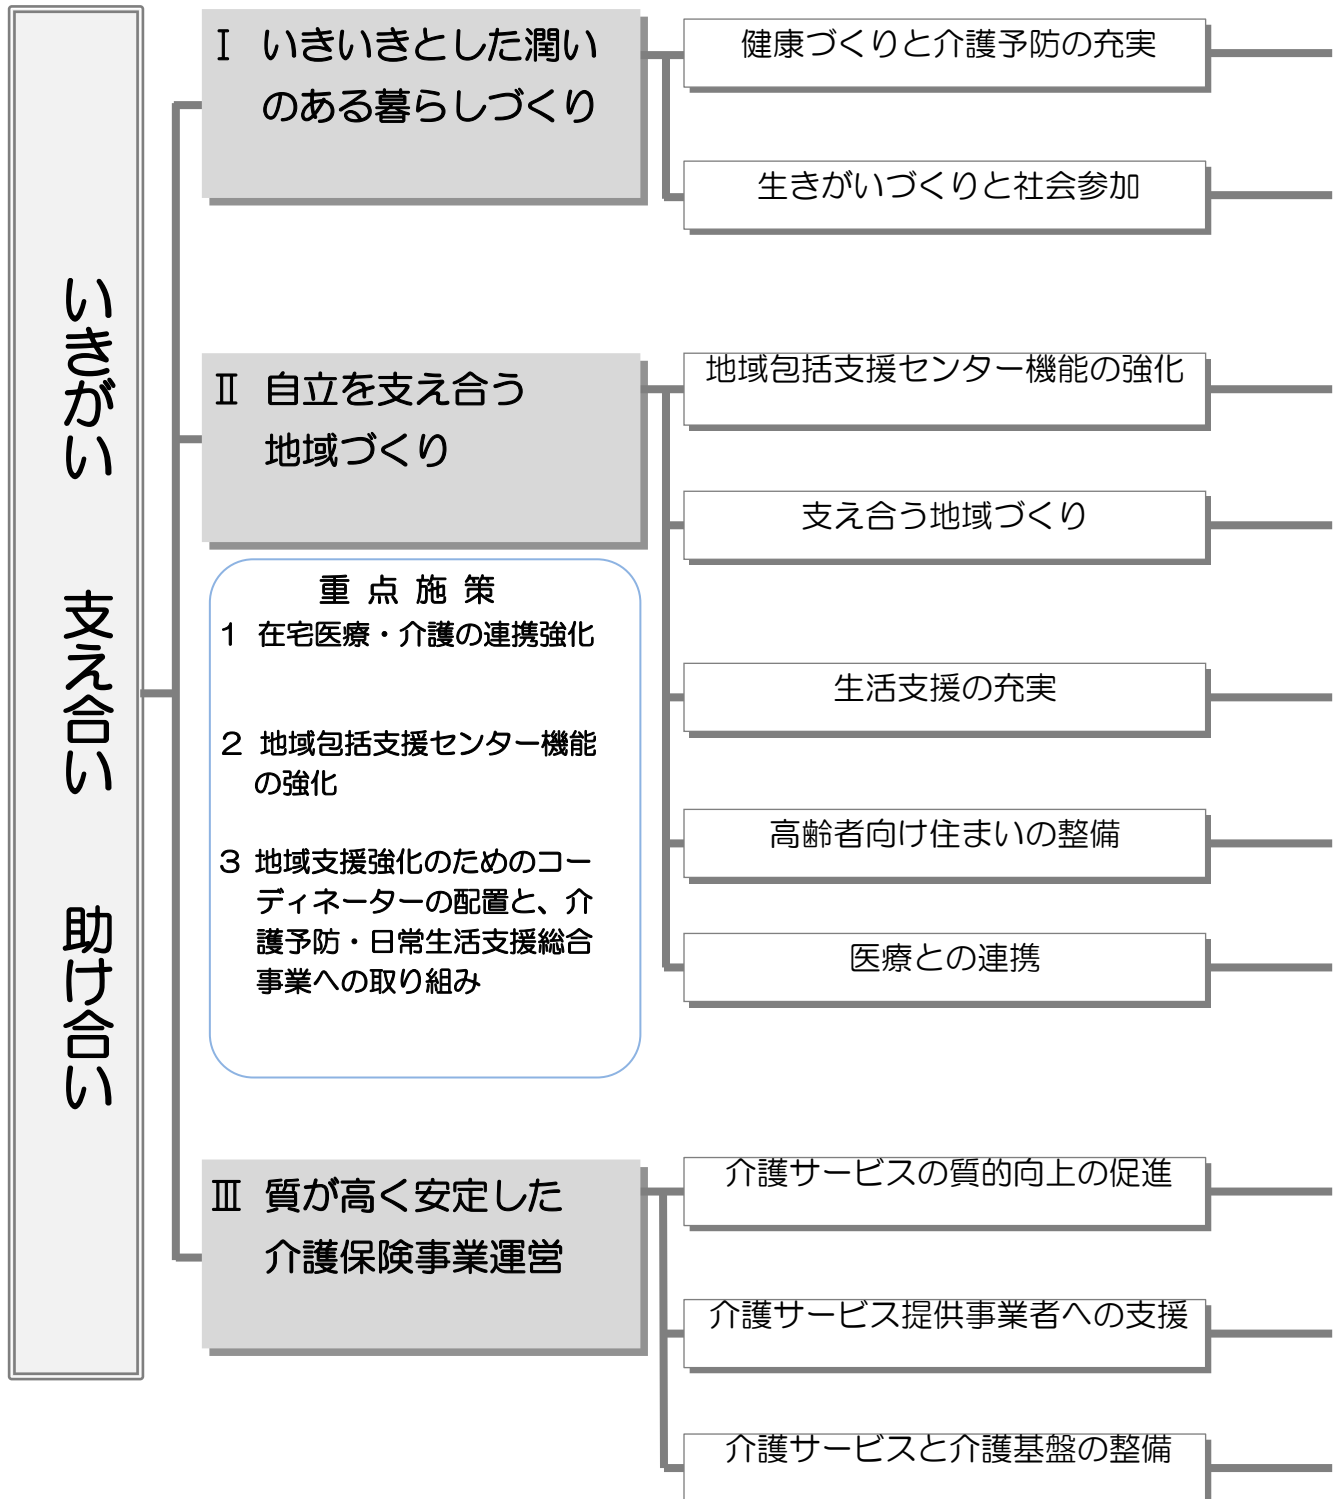 いきがい　支え合い　助け合い
Ⅰ いきいきとした潤い
のある暮らしづくり
健康づくりと介護予防の充実
生きがいづくりと社会参加
Ⅱ 自立を支え合う
地域づくり
地域包括支援センター機能の強化
支え合う地域づくり
生活支援の充実
高齢者向け住まいの整備
医療との連携
重 点 施 策
１ 在宅医療・介護の連携強化
２ 地域包括支援センター機能
の強化
３ 地域支援強化のためのコー
ディネーターの配置と、介
護予防・日常生活支援総合
事業への取り組み
Ⅲ 質が高く安定した
介護保険事業運営
介護サービスの質的向上の促進
介護サービス提供事業者への支援
介護サービスと介護基盤の整備